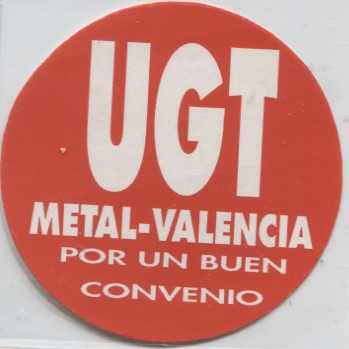 UGT
METAL-VALENCIA
POR UN BUEN
CONVENIO